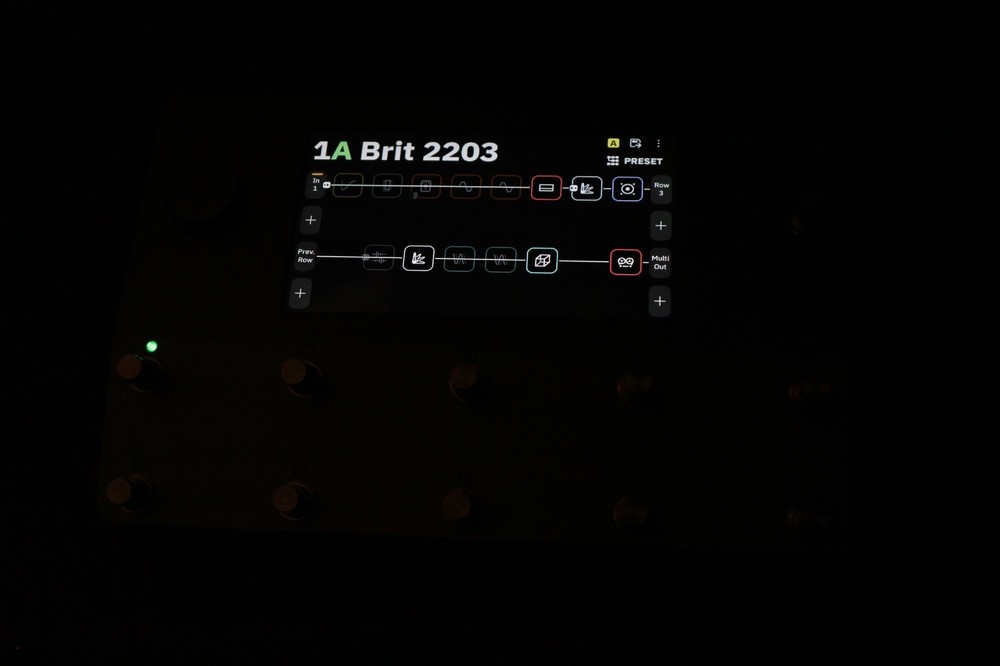 1A Brit 2203
A
PRESET
In
1
Row
3
+
+
Prev.
Row
Multi
Out
+
+